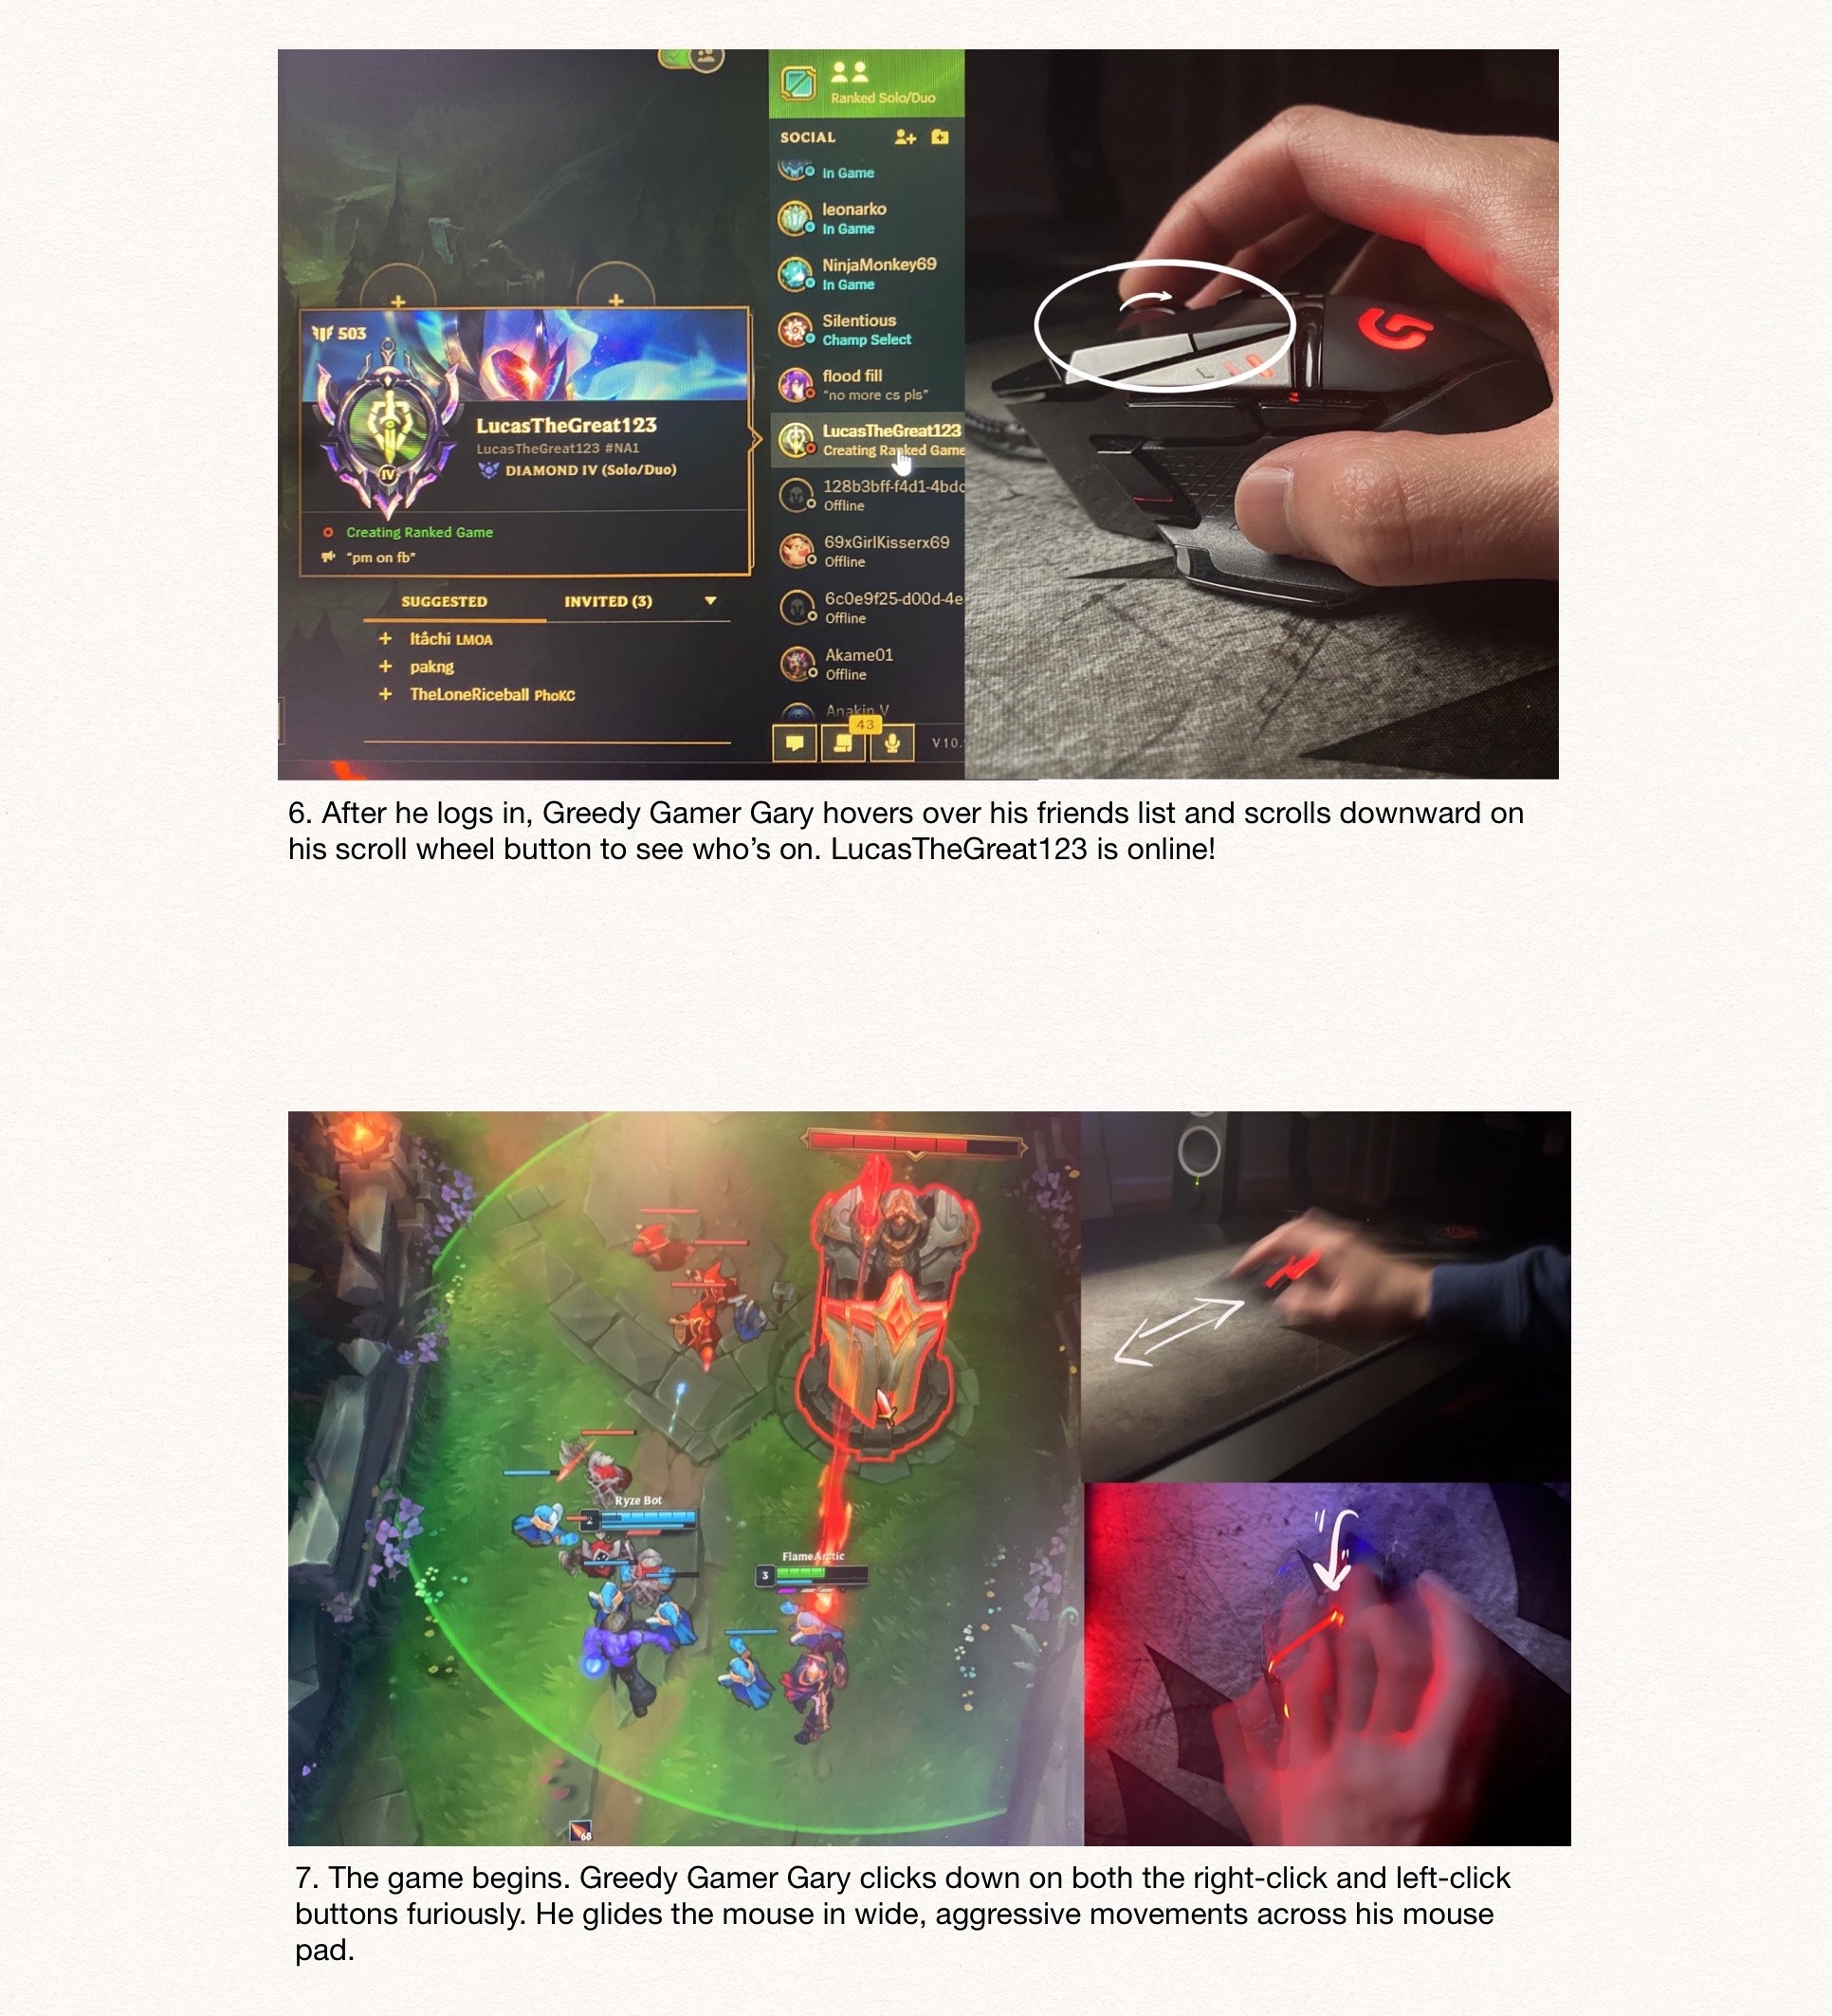 Ranked Solo/Duo
SOCIAL
In Game
leonarko
In Game
NinjaMonkey69
In Game
Silentious
Champ Select
flood fill
"no more cs pls"
LucasTheGreat123
Creating Ranked Game
128b3bff-f4d1-4bdc
Offline
69xGirlKisserx69
Offline
6c0e9f25-d00d-4e
Offline
Akame01
Offline
Anakin V
43
V10.
503
IV
LucasTheGreat123
LucasTheGreat123 #NA1
DIAMOND IV (Solo/Duo)
Creating Ranked Game
"pm on fb"
SUGGESTED INVITED (3)
+ Itåchi LMOA
+ pakng
+ TheLoneRiceball PhoKC
G
6. After he logs in, Greedy Gamer Gary hovers over his friends list and scrolls downward on
his scroll wheel button to see who's on. LucasTheGreat123 is online!
Ryze Bot
2
FlameArctic
3
68
7. The game begins. Greedy Gamer Gary clicks down on both the right-click and left-click
buttons furiously. He glides the mouse in wide, aggressive movements across his mouse
pad.